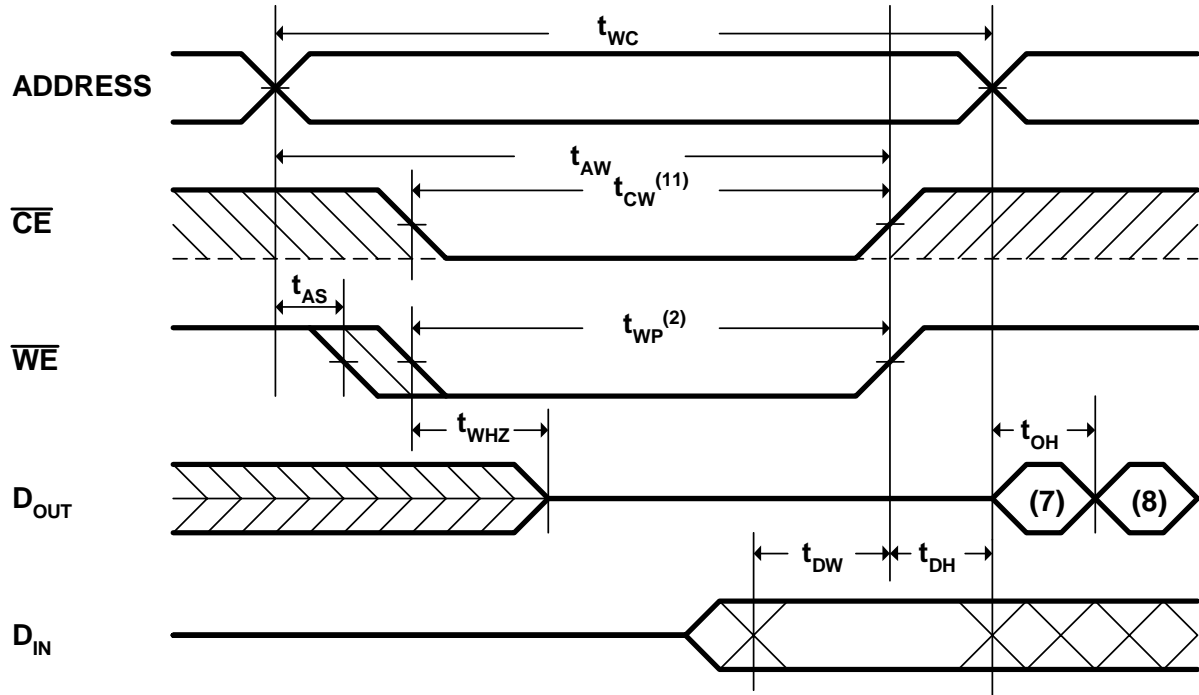 tWC
ADDRESS
tAW
tCW(11)
CE
tAS
tWP(2)
WE
tWHZ
tOH
DOUT
(7)
(8)
tDW
tDH
DIN